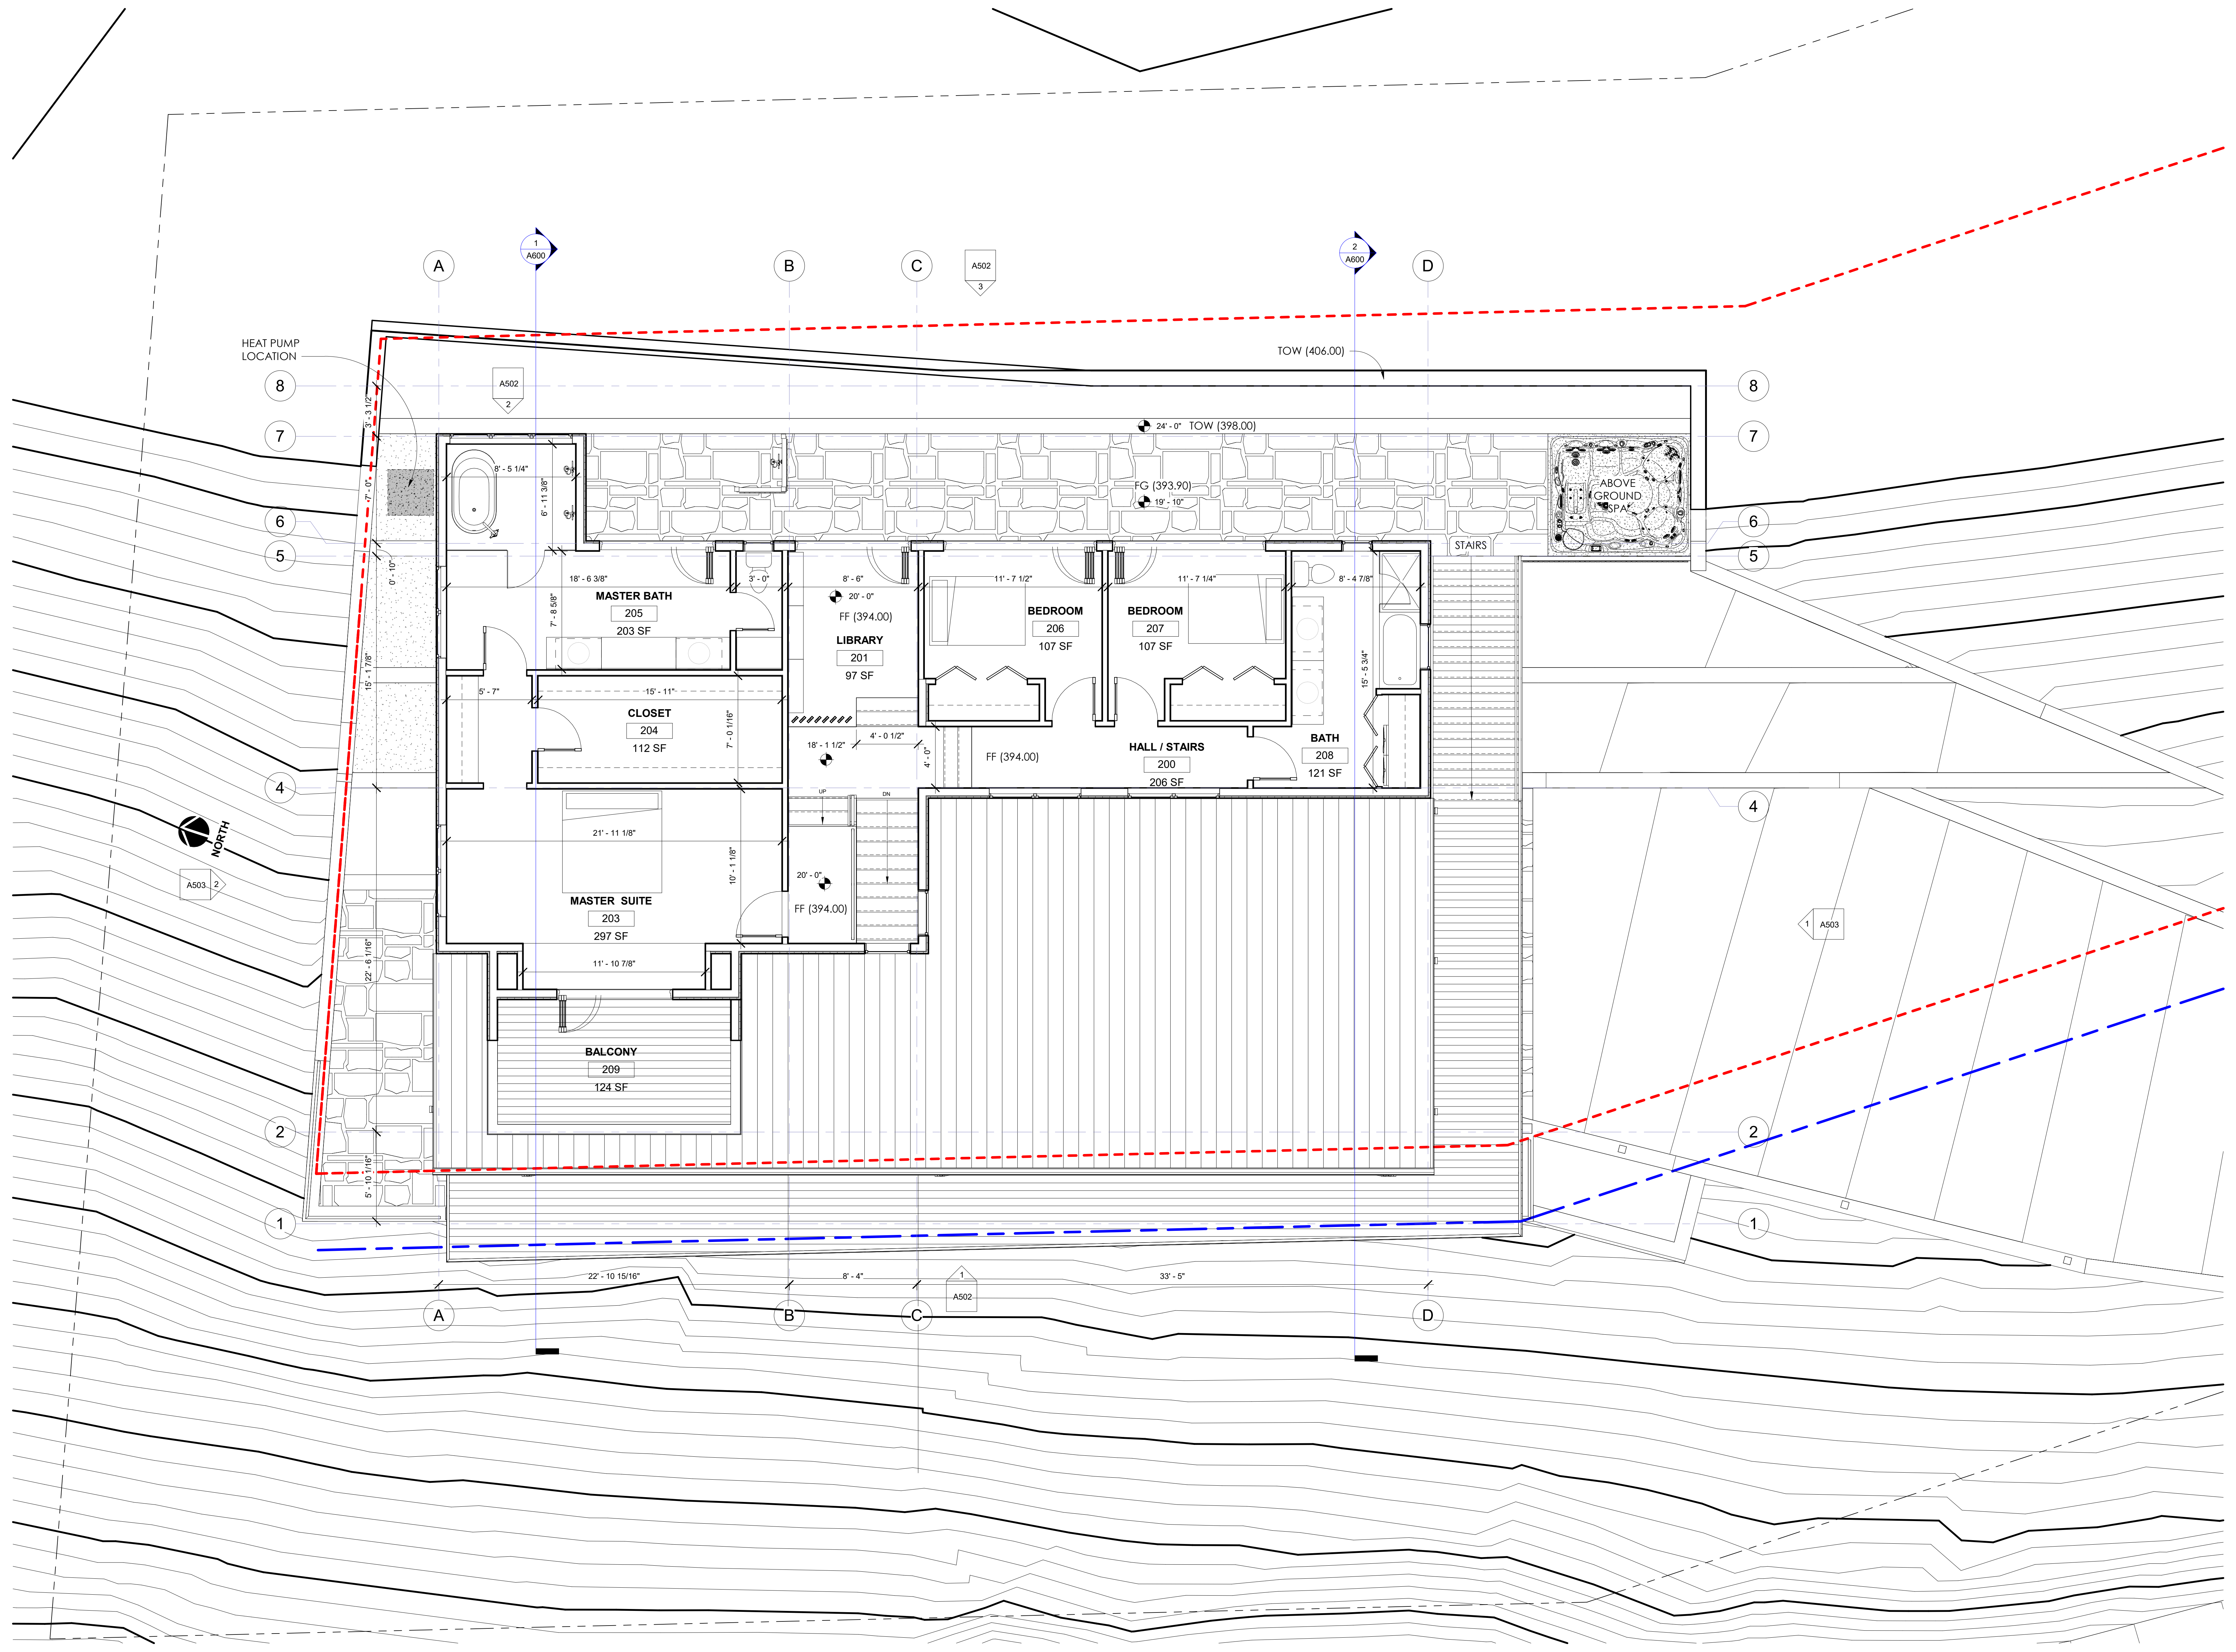 1
A600
2
A600
A
B
C
A502
3
D
HEAT PUMP
LOCATION
TOW (406.00)
8
A502
2
8
3' - 3 1/2"
7
24' - 0" TOW (398.00)
7
8' - 5 1/4"
6' - 11 3/8"
7' - 0"
FG (393.90)
19' - 10"
ABOVE
GROUND
SPA
6
6
5
STAIRS
5
0' - 10"
18' - 6 3/8"
3' - 0"
8' - 6"
11' - 7 1/2"
11' - 7 1/4"
8' - 4 7/8"
MASTER BATH
205
203 SF
7' - 8 5/8"
20' - 0"
FF (394.00)
LIBRARY
201
97 SF
BEDROOM
206
107 SF
BEDROOM
207
107 SF
15' - 5 3/4"
15' - 1 7/8"
5' - 7"
15' - 11"
CLOSET
204
112 SF
7' - 0 1/16"
18' - 1 1/2"
4' - 0 1/2"
4' - 0"
FF (394.00)
HALL / STAIRS
200
206 SF
BATH
208
121 SF
4
UP
DN
4
NORTH
21' - 11 1/8"
10' - 1 1/8"
A503
2
20' - 0"
FF (394.00)
MASTER SUITE
203
297 SF
1
A503
22' - 6 1/16"
11' - 10 7/8"
BALCONY
209
124 SF
2
2
5' - 10 1/16"
1
1
22' - 10 15/16"
8' - 4"
33' - 5"
1
A502
A
B
C
D